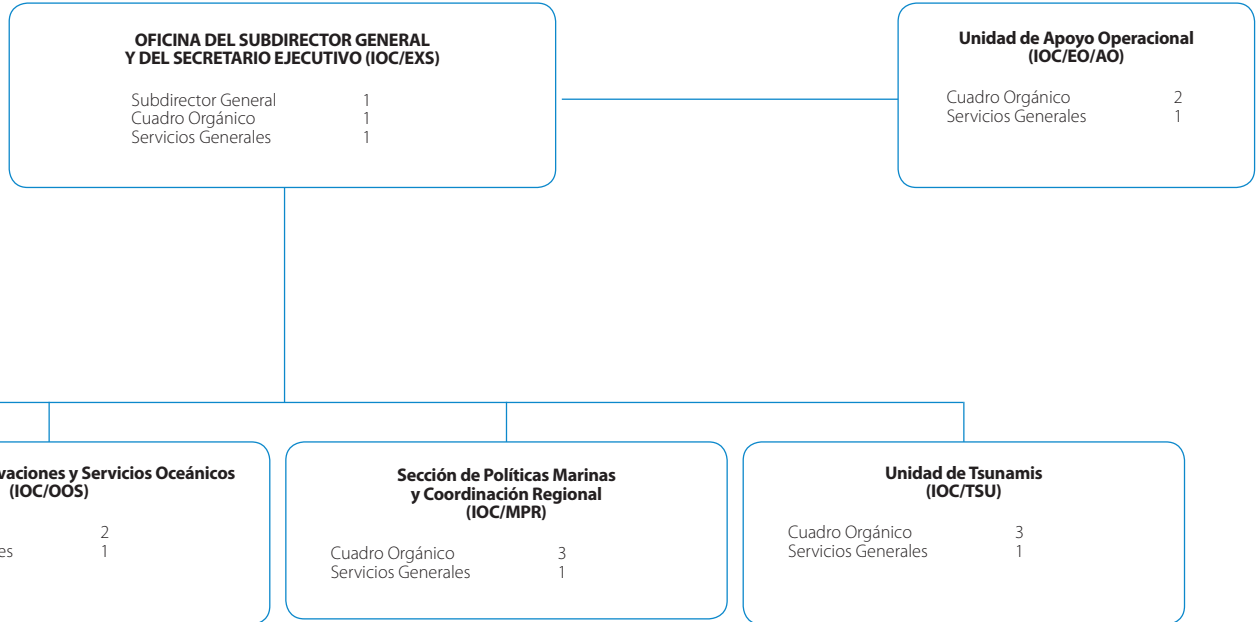 OFICINA DEL SUBDIRECTOR GENERAL
Y DEL SECRETARIO EJECUTIVO (IOC/EXS)
Subdirector General 1
Cuadro Orgánico 1
Servicios Generales 1
Unidad de Apoyo Operacional
(IOC/EO/AO)
Cuadro Orgánico 2
Servicios Generales 1
vaciones y Servicios Oceánicos
(IOC/OOS)
2
es 1
Sección de Políticas Marinas
y Coordinación Regional
(IOC/MPR)
Cuadro Orgánico 3
Servicios Generales 1
Unidad de Tsunamis
(IOC/TSU)
Cuadro Orgánico 3
Servicios Generales 1